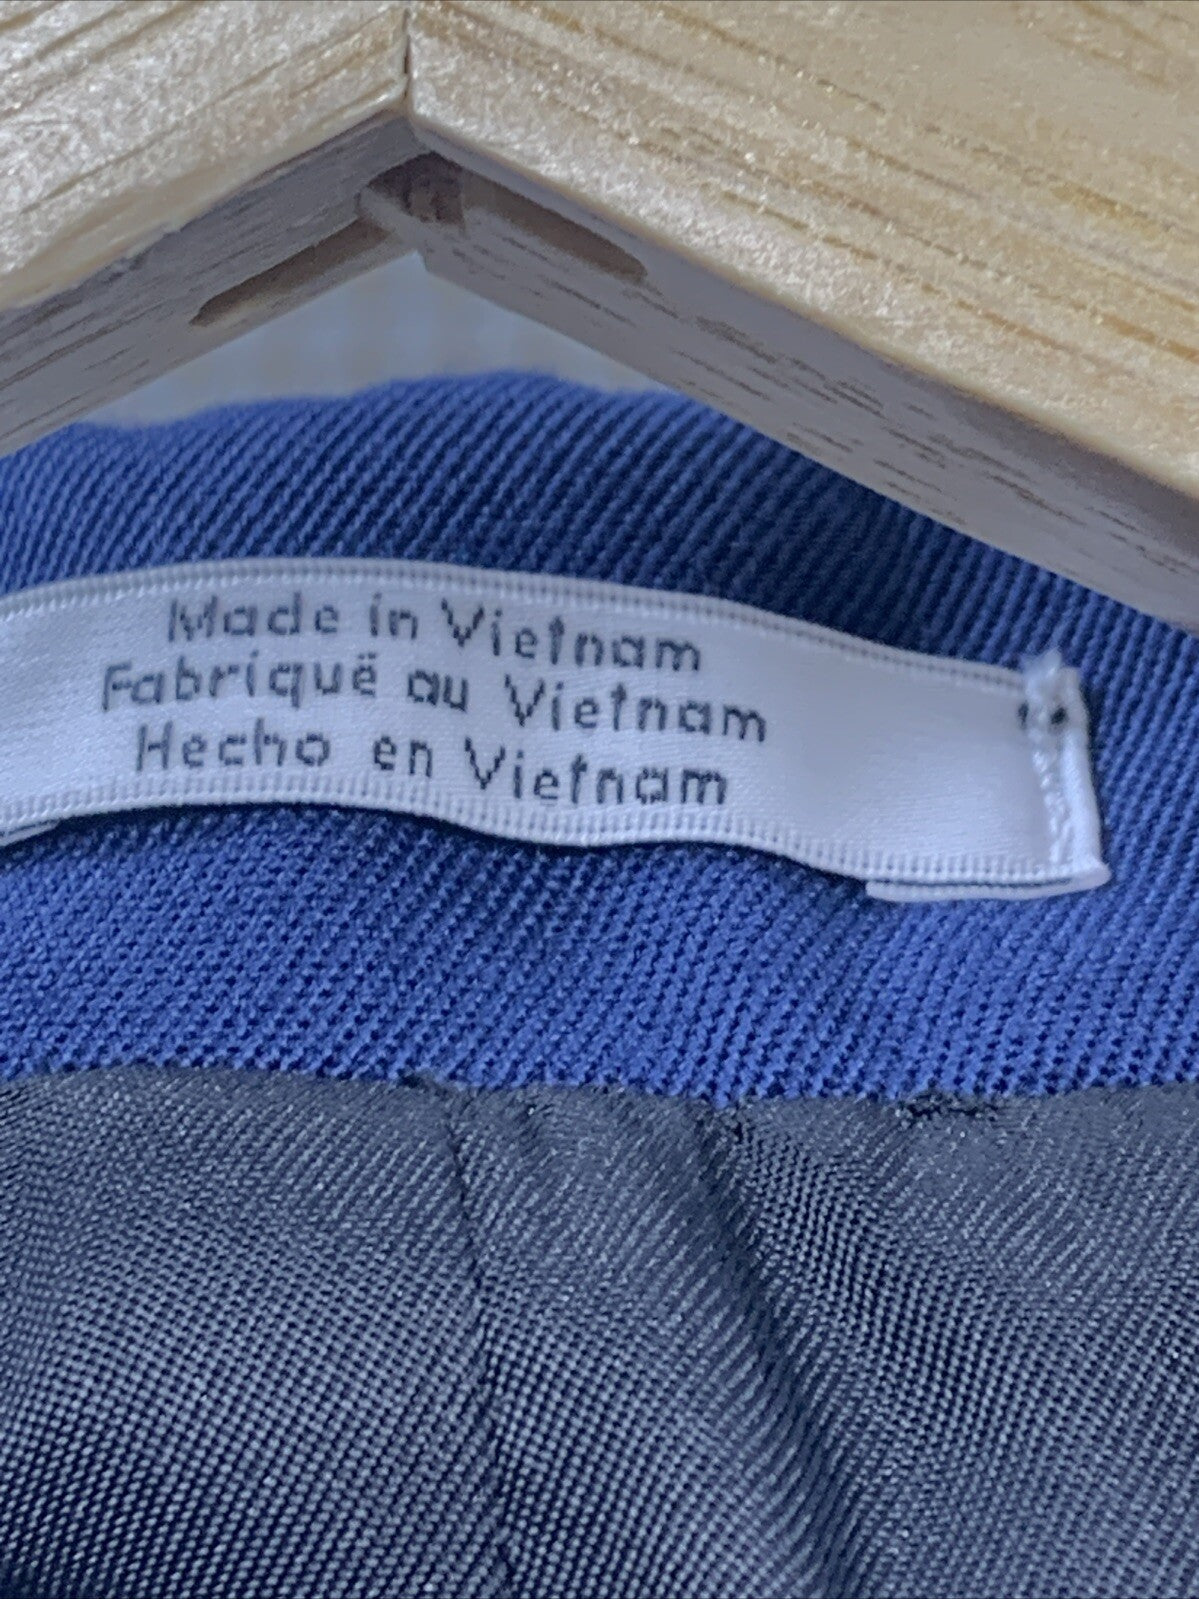 Made in Vietnam
Fabriquë au Vietnam
Hecho en Vietnam